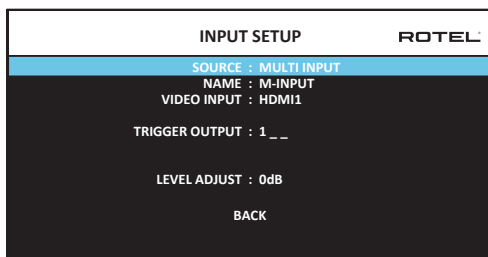 INPUT SETUP ROTEL
SOURCE : MULTI INPUT
NAME : M-INPUT
VIDEO INPUT : HDMI1
TRIGGER OUTPUT : 1 _ _
LEVEL ADJUST : 0dB
BACK